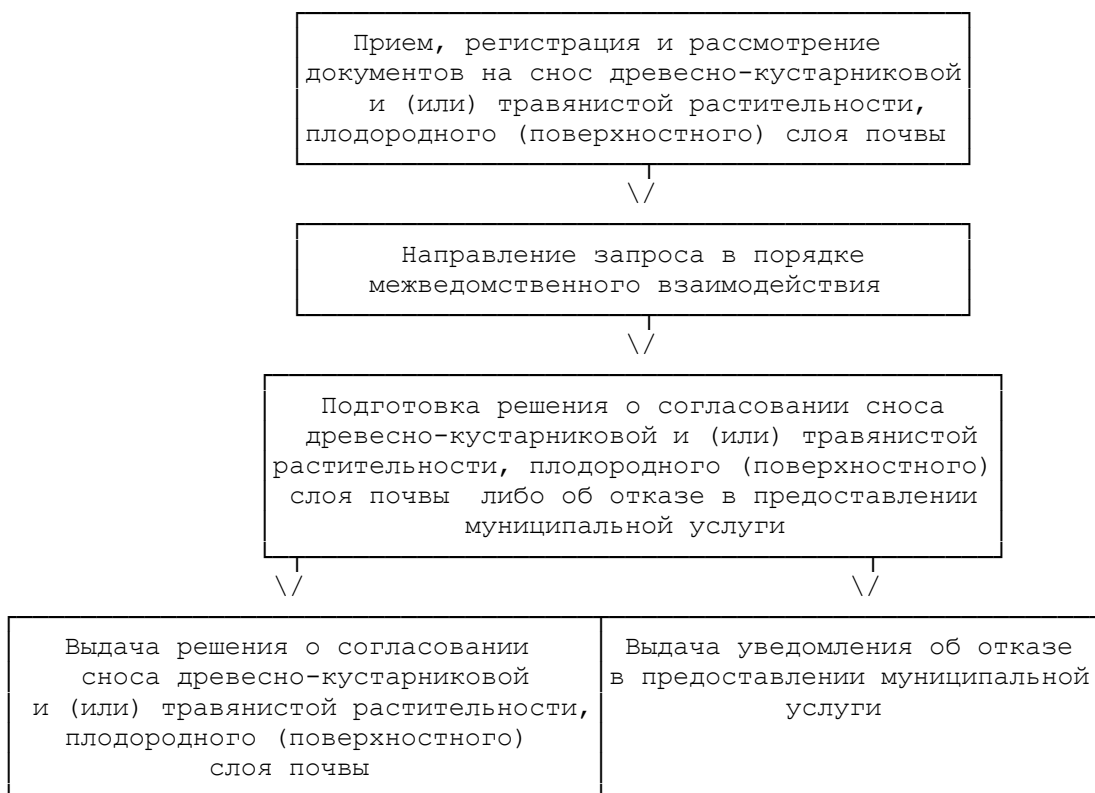 Прием, регистрация и рассмотрение
документов на снос древесно-кустарниковой
и (или) травянистой растительности,
плодородного (поверхностного) слоя почвы
\/
Направление запроса в порядке
межведомственного взаимодействия
\/
Подготовка решения о согласовании сноса
древесно-кустарниковой и (или) травянистой
растительности, плодородного (поверхностного)
слоя почвы либо об отказе в предоставлении
муниципальной услуги
\/ \/
Выдача решения о согласовании
сноса древесно-кустарниковой
и (или) травянистой растительности,
плодородного (поверхностного)
слоя почвы
Выдача уведомления об отказе
в предоставлении муниципальной
услуги